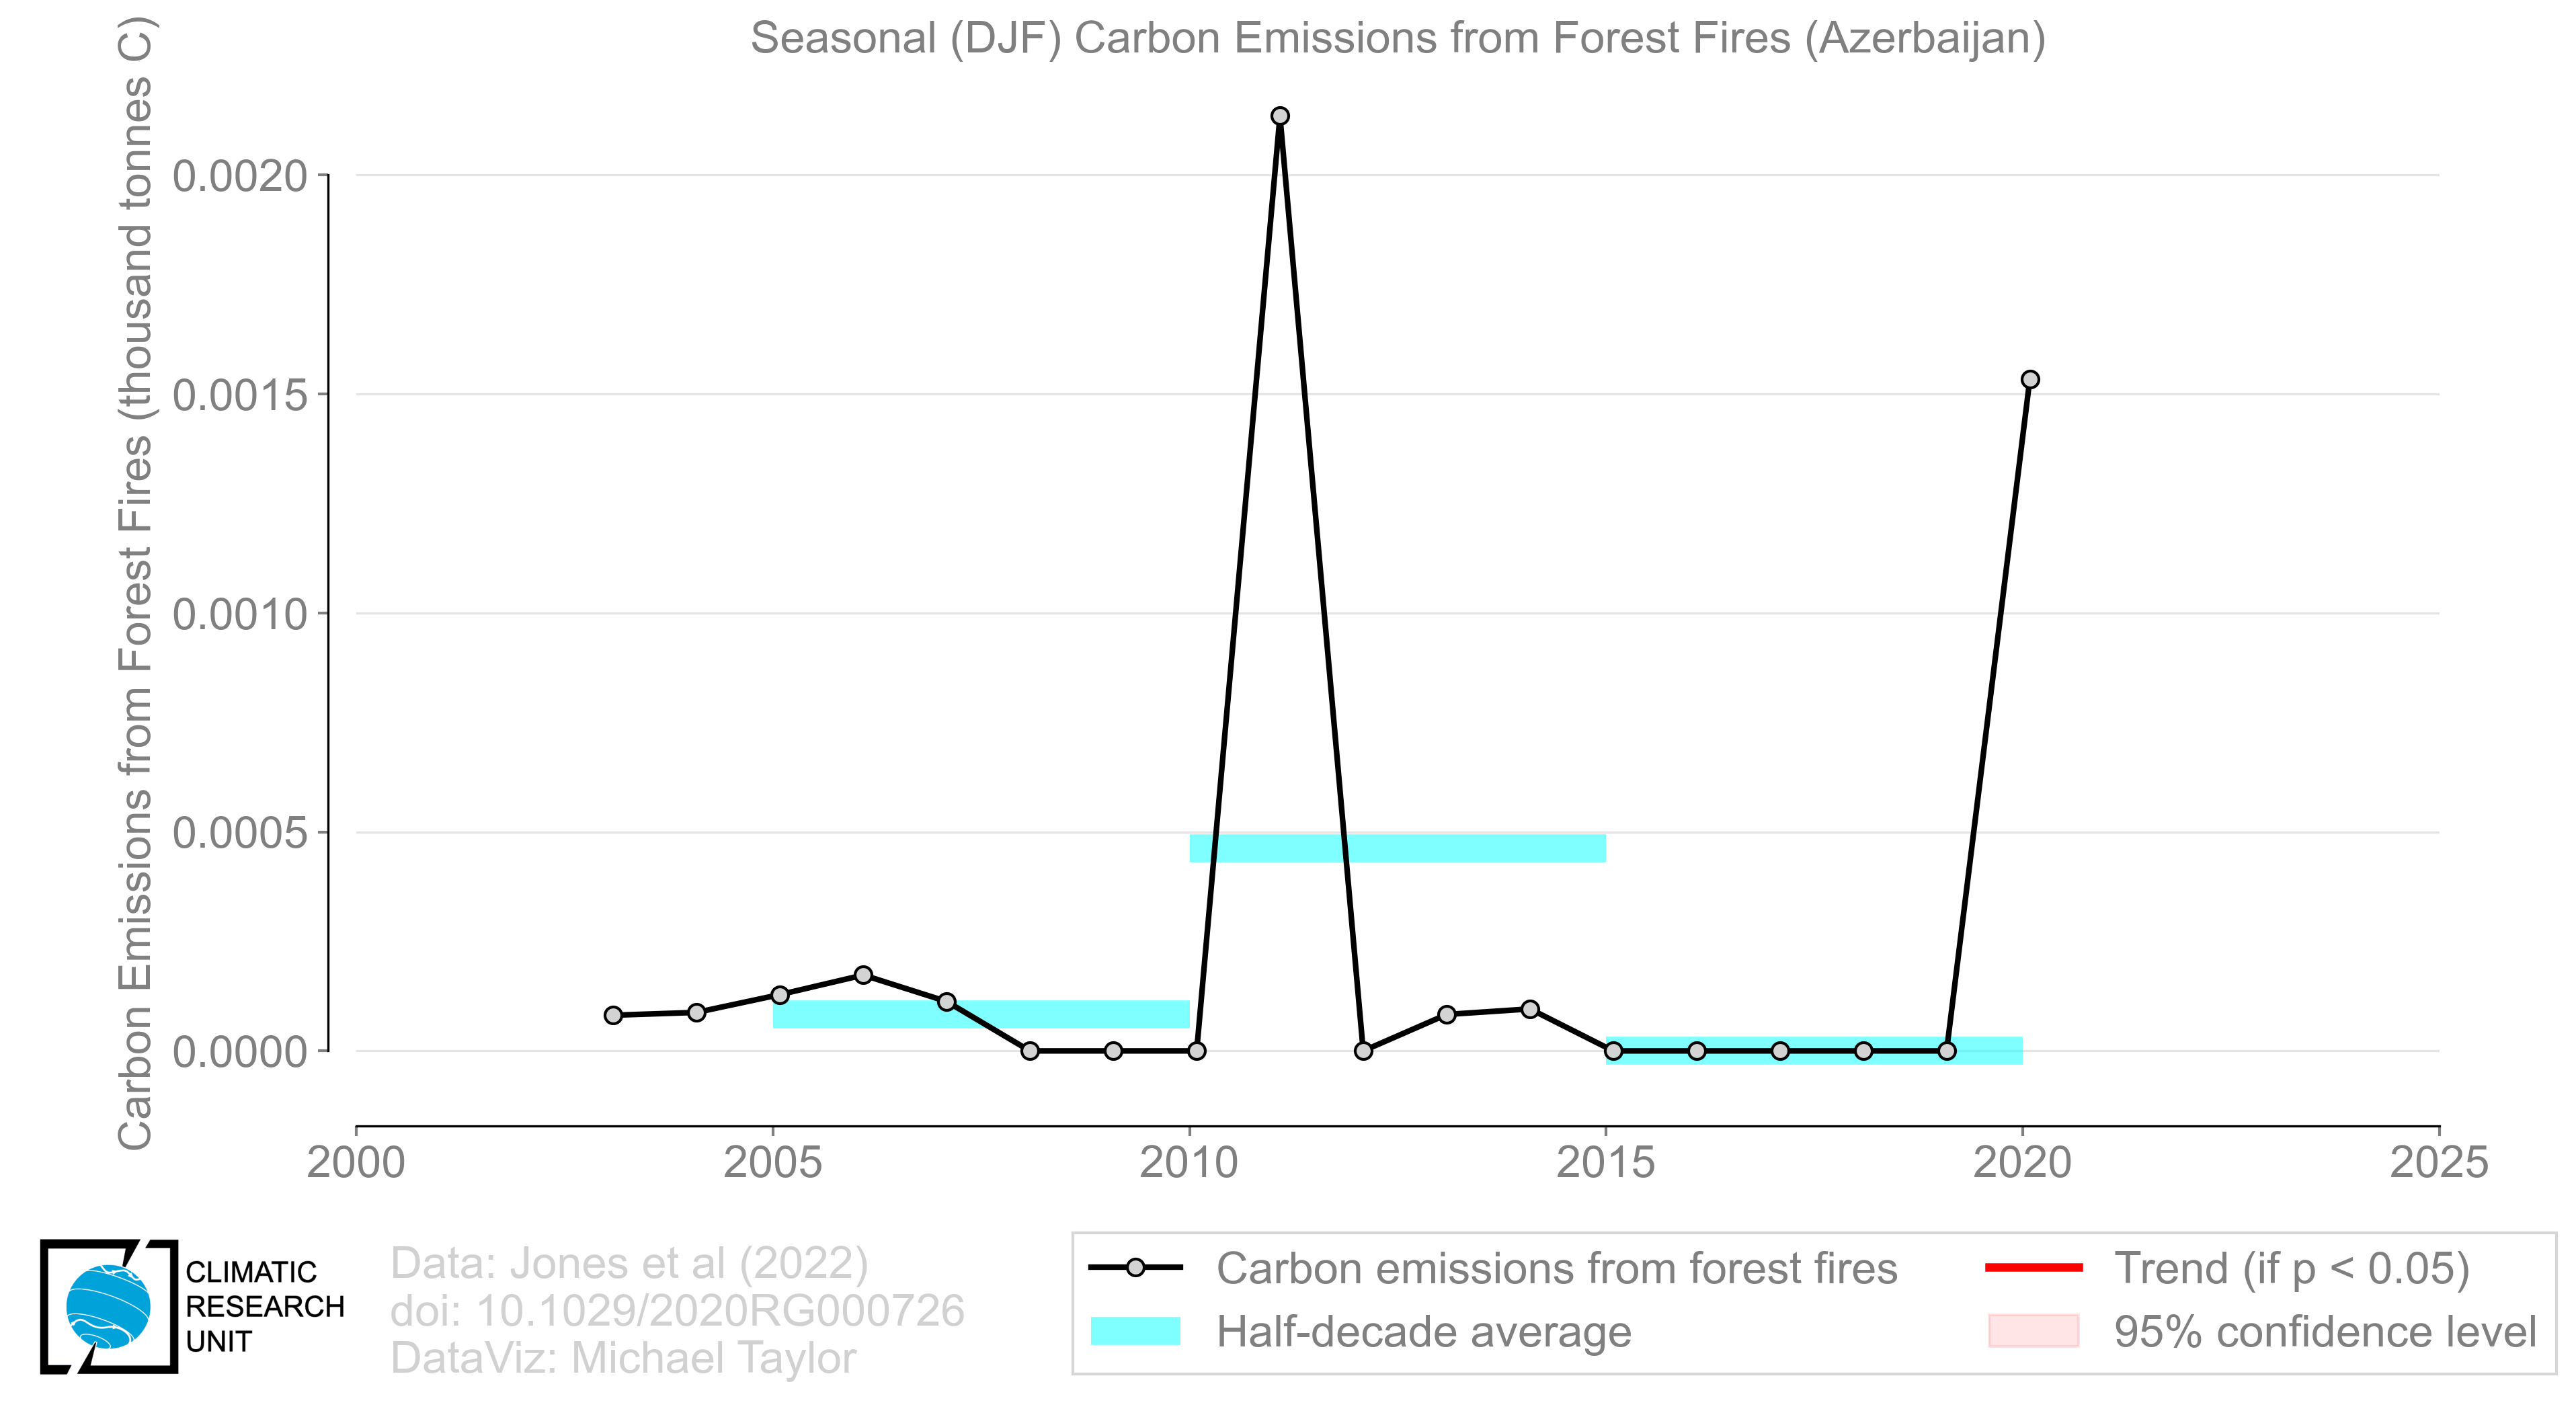 Seasonal (DJF) Carbon Emissions from Forest Fires (Azerbaijan)
Carbon Emissions from Forest Fires (thousand tonnes C)
0.0020
0.0015
0.0010
0.0005
0.0000
2000 2005 2010 2015 2020 2025
CLIMATIC
RESEARCH
UNIT
Data: Jones et al (2022)
doi: 10.1029/2020RG000726
DataViz: Michael Taylor
Carbon emissions from forest fires
Half-decade average
Trend (if p < 0.05)
95% confidence level